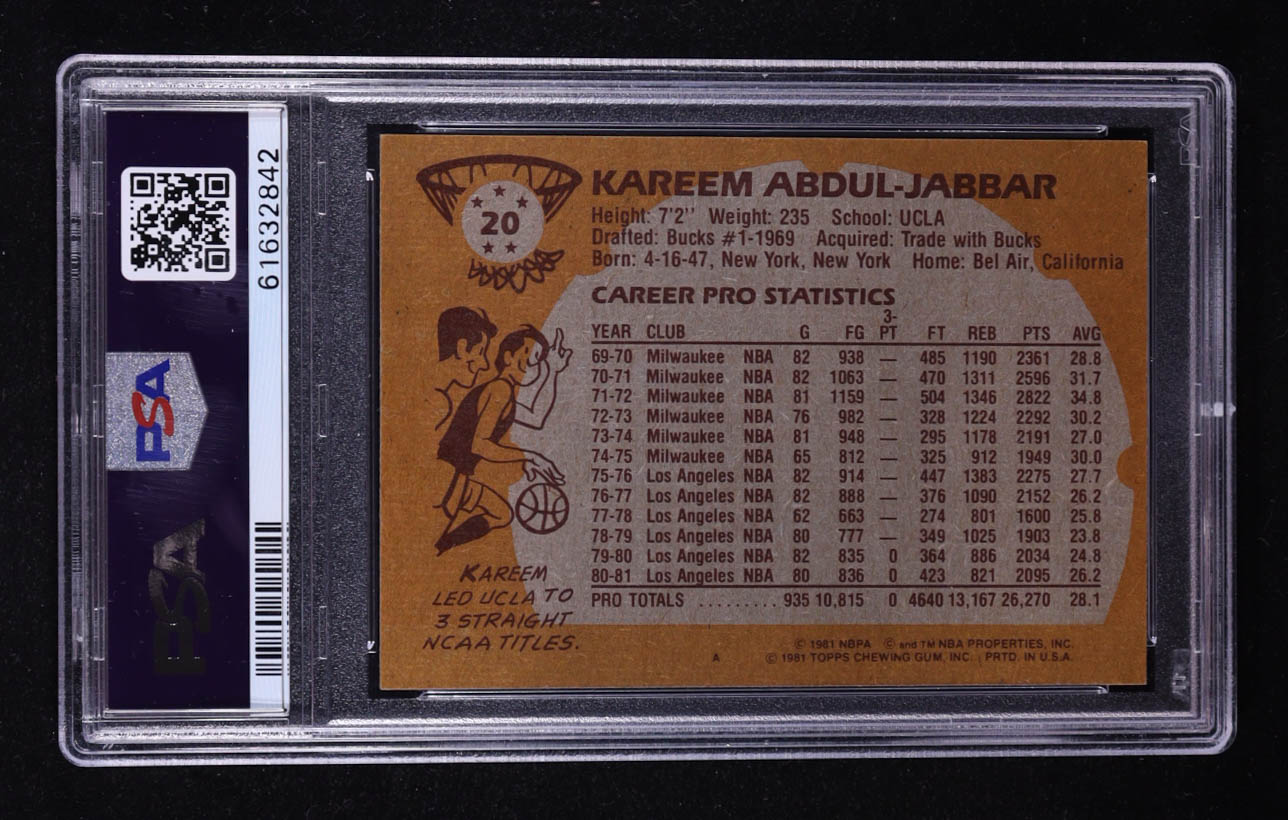 61632842
PSA
PSA
20
KAREEM ABDUL-JABBAR
Height: 7'2'' Weight: 235 School: UCLA
Drafted: Bucks #1-1969 Acquired: Trade with Bucks
Born: 4-16-47, New York, New York Home: Bel Air, California
CAREER PRO STATISTICS
YEAR CLUB G FG 3-PT FT REB PTS AVG
69-70 Milwaukee NBA 82 938 — 485 1190 2361 28.8
70-71 Milwaukee NBA 82 1063 — 470 1311 2596 31.7
71-72 Milwaukee NBA 81 1159 — 504 1346 2822 34.8
72-73 Milwaukee NBA 76 982 — 328 1224 2292 30.2
73-74 Milwaukee NBA 81 948 — 295 1178 2191 27.0
74-75 Milwaukee NBA 65 812 — 325 912 1949 30.0
75-76 Los Angeles NBA 82 914 — 447 1383 2275 27.7
76-77 Los Angeles NBA 82 888 — 376 1090 2152 26.2
77-78 Los Angeles NBA 62 663 — 274 801 1600 25.8
78-79 Los Angeles NBA 80 777 — 349 1025 1903 23.8
79-80 Los Angeles NBA 82 835 0 364 886 2034 24.8
80-81 Los Angeles NBA 80 836 0 423 821 2095 26.2
PRO TOTALS ......... 935 10,815 0 4640 13,167 26,270 28.1
KAREEM
LED UCLA TO
3 STRAIGHT
NCAA TITLES.
© 1981 NBPA © and TM NBA PROPERTIES, INC.
A © 1981 TOPPS CHEWING GUM, INC. PRTD. IN U.S.A.